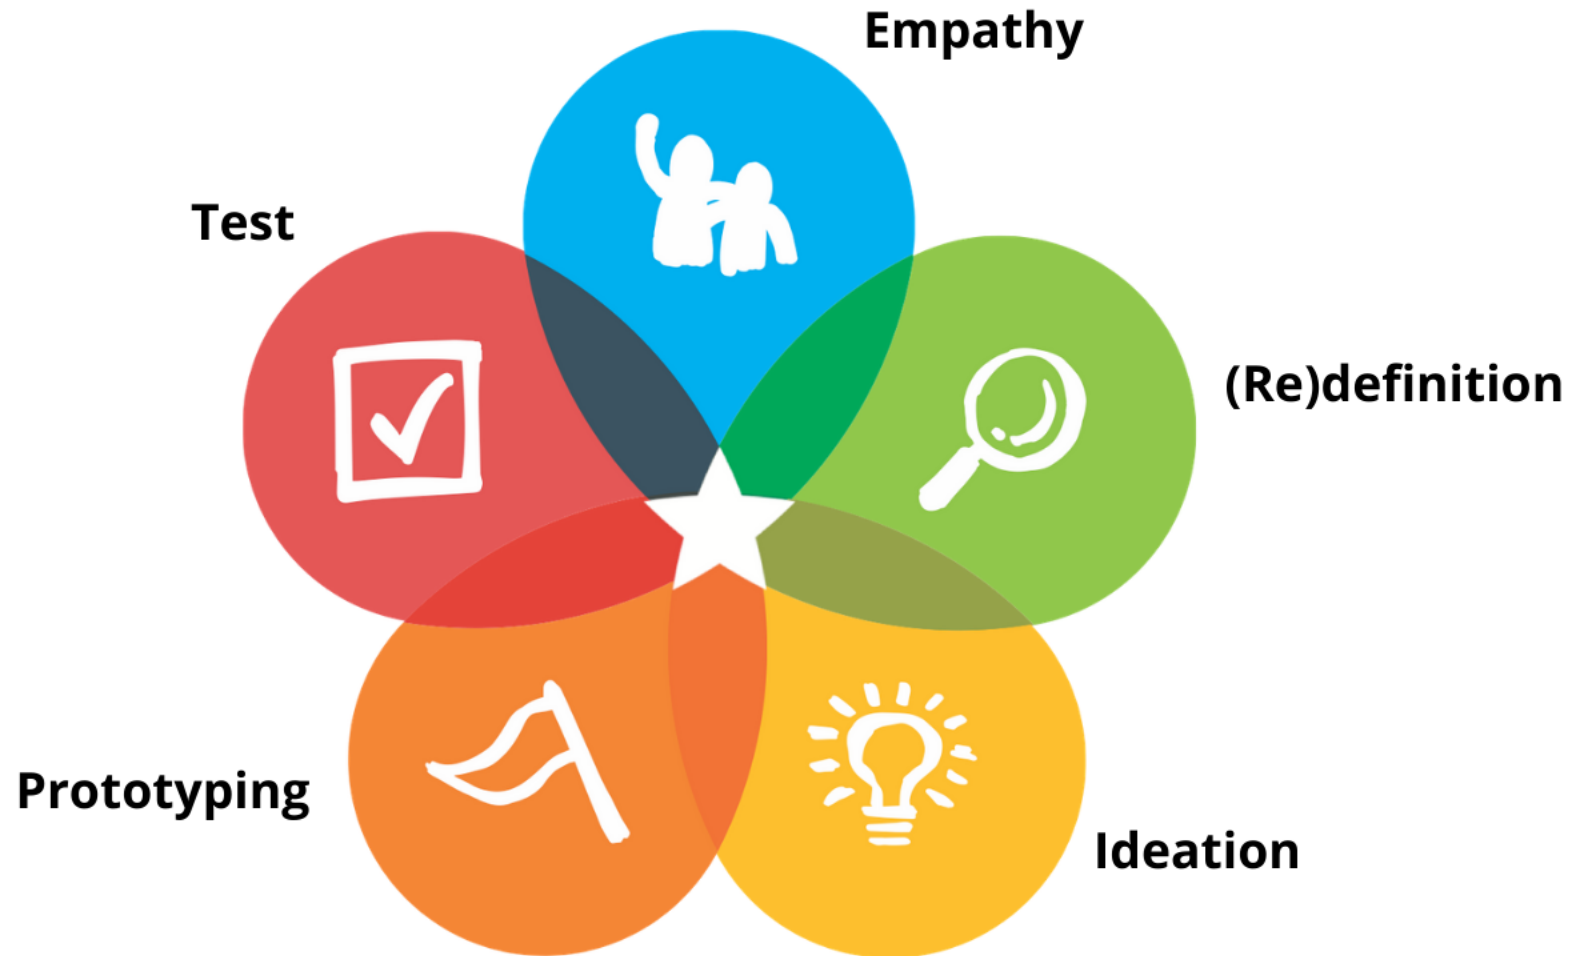 Empathy
Test
(Re)definition
Prototyping
Ideation